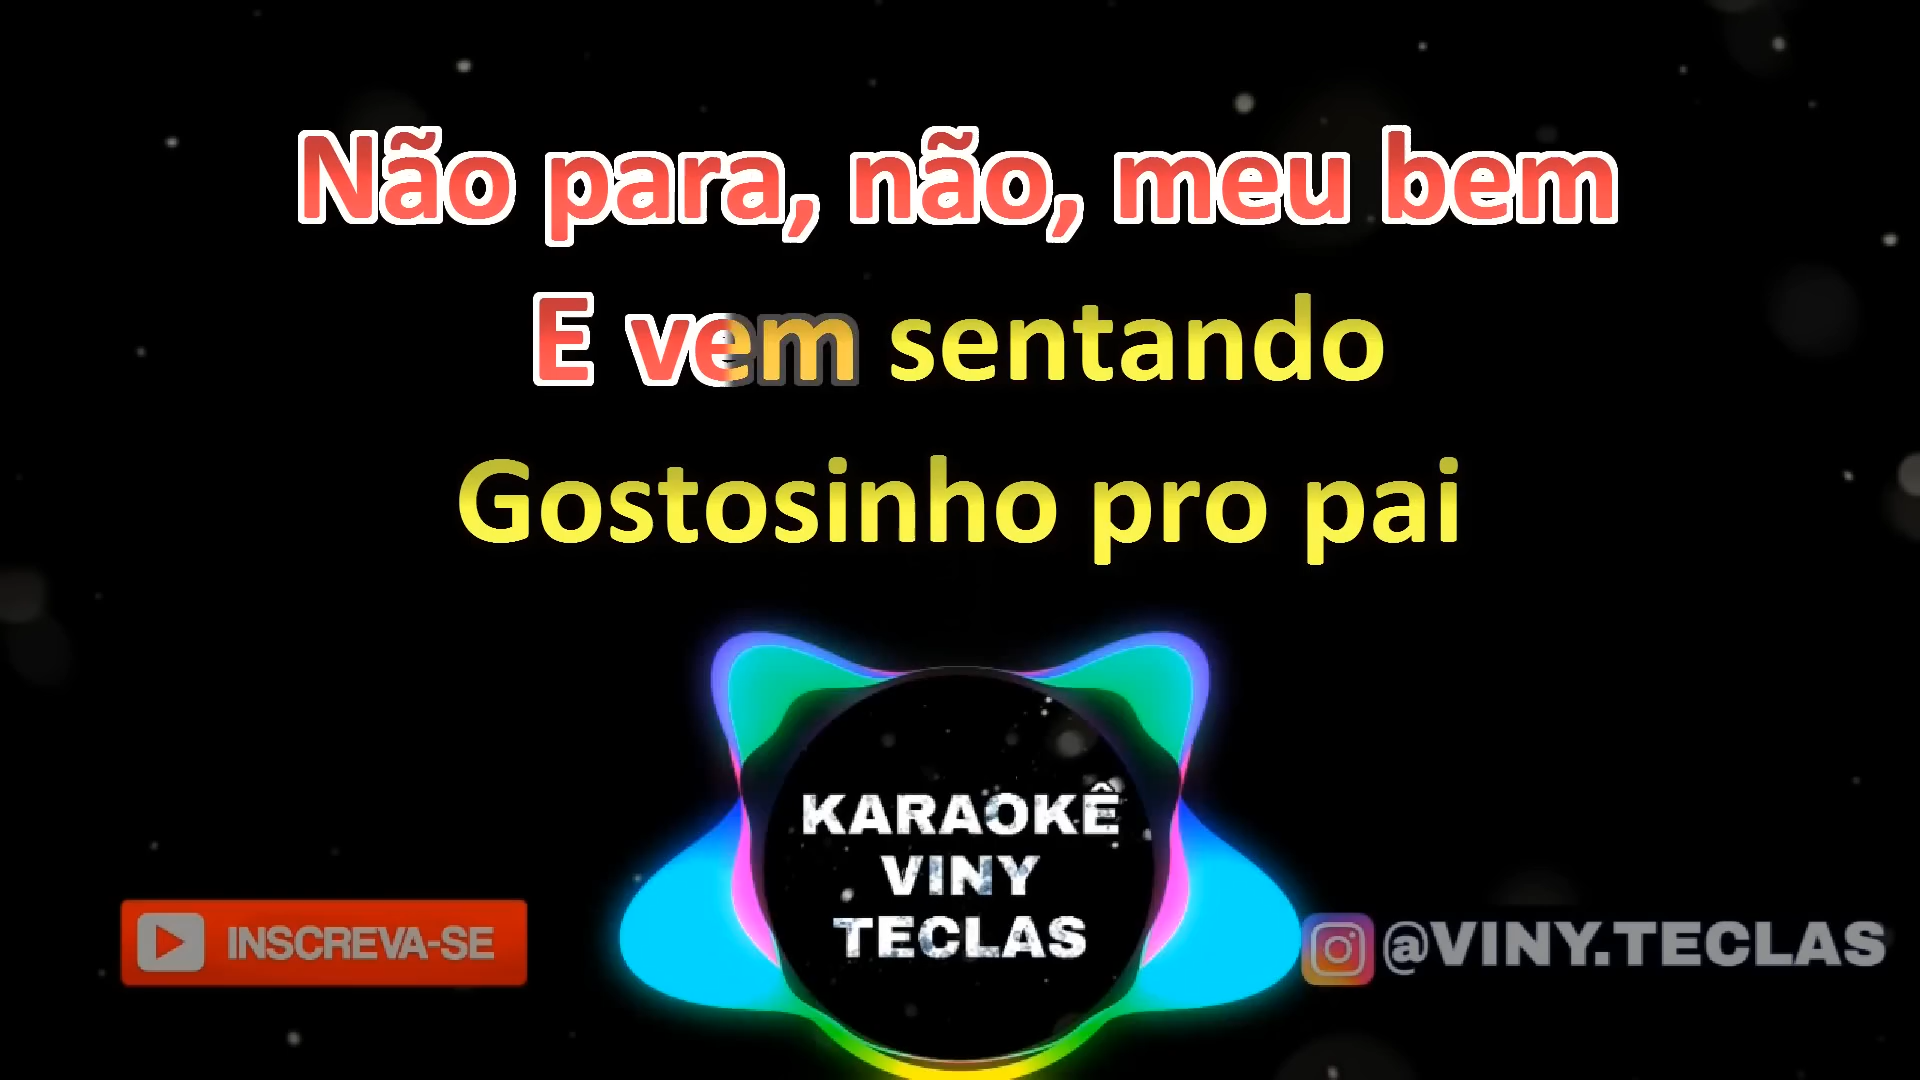 Não para, não, meu bem
E vem sentando
Gostosinho pro pai
KARAOKÊ
VINY
TECLAS
INSCREVA-SE
@VINY.TECLAS